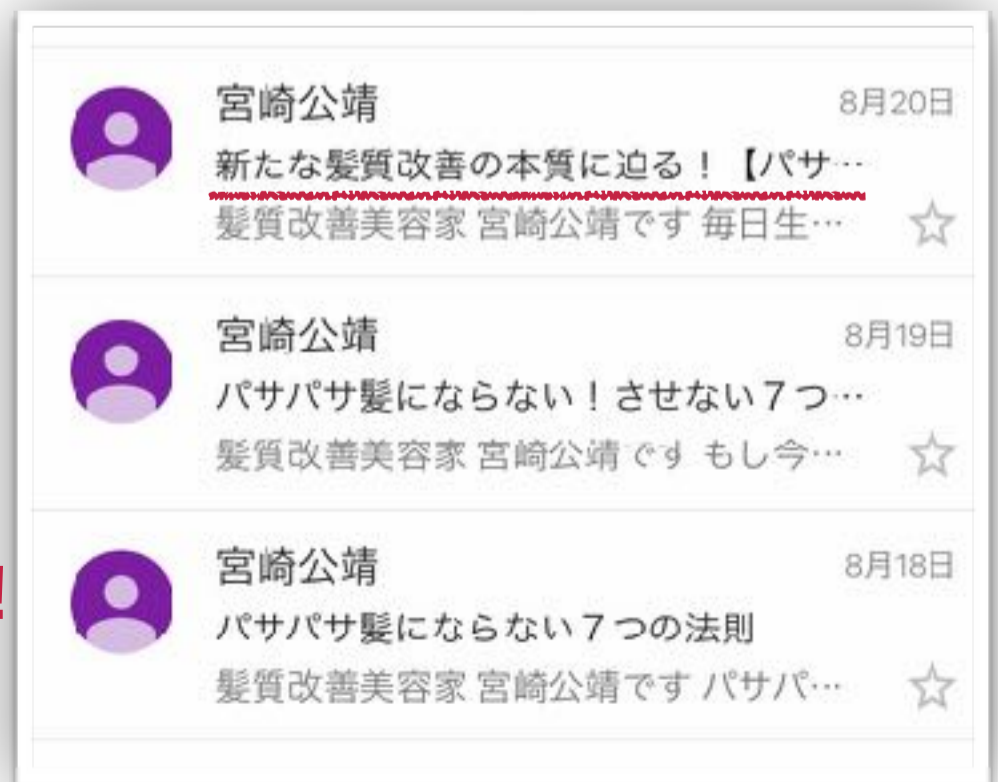 宮崎公靖
8月20日
新たな髪質改善の本質に迫る！【パサ…
髪質改善美容家 宮崎公靖です 毎日生…
宮崎公靖
8月19日
パサパサ髪にならない！させない７つ…
髪質改善美容家 宮崎公靖です もし今…
!
宮崎公靖
8月18日
パサパサ髪にならない７つの法則
髪質改善美容家 宮崎公靖です パサパ…